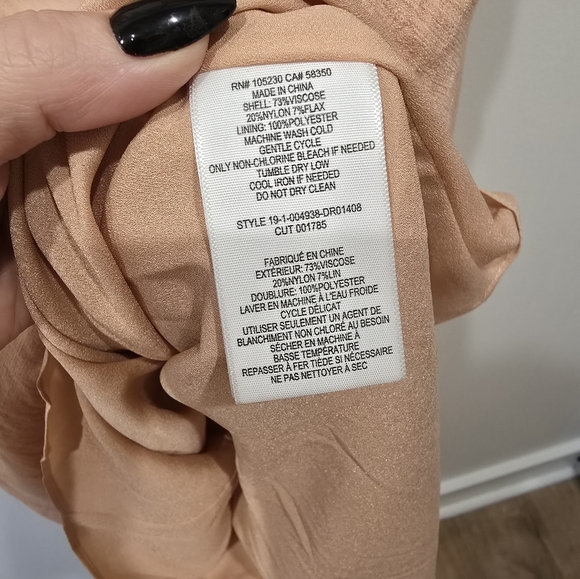 RN# 105230 CA# 58350
MADE IN CHINA
SHELL: 73%VISCOSE
20%NYLON 7%FLAX
LINING: 100%POLYESTER
MACHINE WASH COLD
GENTLE CYCLE
ONLY NON-CHLORINE BLEACH IF NEEDED
TUMBLE DRY LOW
COOL IRON IF NEEDED
DO NOT DRY CLEAN
STYLE 19-1-004938-DR01408
CUT 001785
FABRIQUÉ EN CHINE
EXTÉRIEUR: 73%VISCOSE
20%NYLON 7%LIN
DOUBLURE: 100%POLYESTER
LAVER EN MACHINE À L'EAU FROIDE
CYCLE DÉLICAT
UTILISER SEULEMENT UN AGENT DE
BLANCHIMENT NON CHLORÉ AU BESOIN
SÉCHER EN MACHINE À
BASSE TEMPÉRATURE
REPASSER À FER TIÈDE SI NÉCESSAIRE
NE PAS NETTOYER À SEC